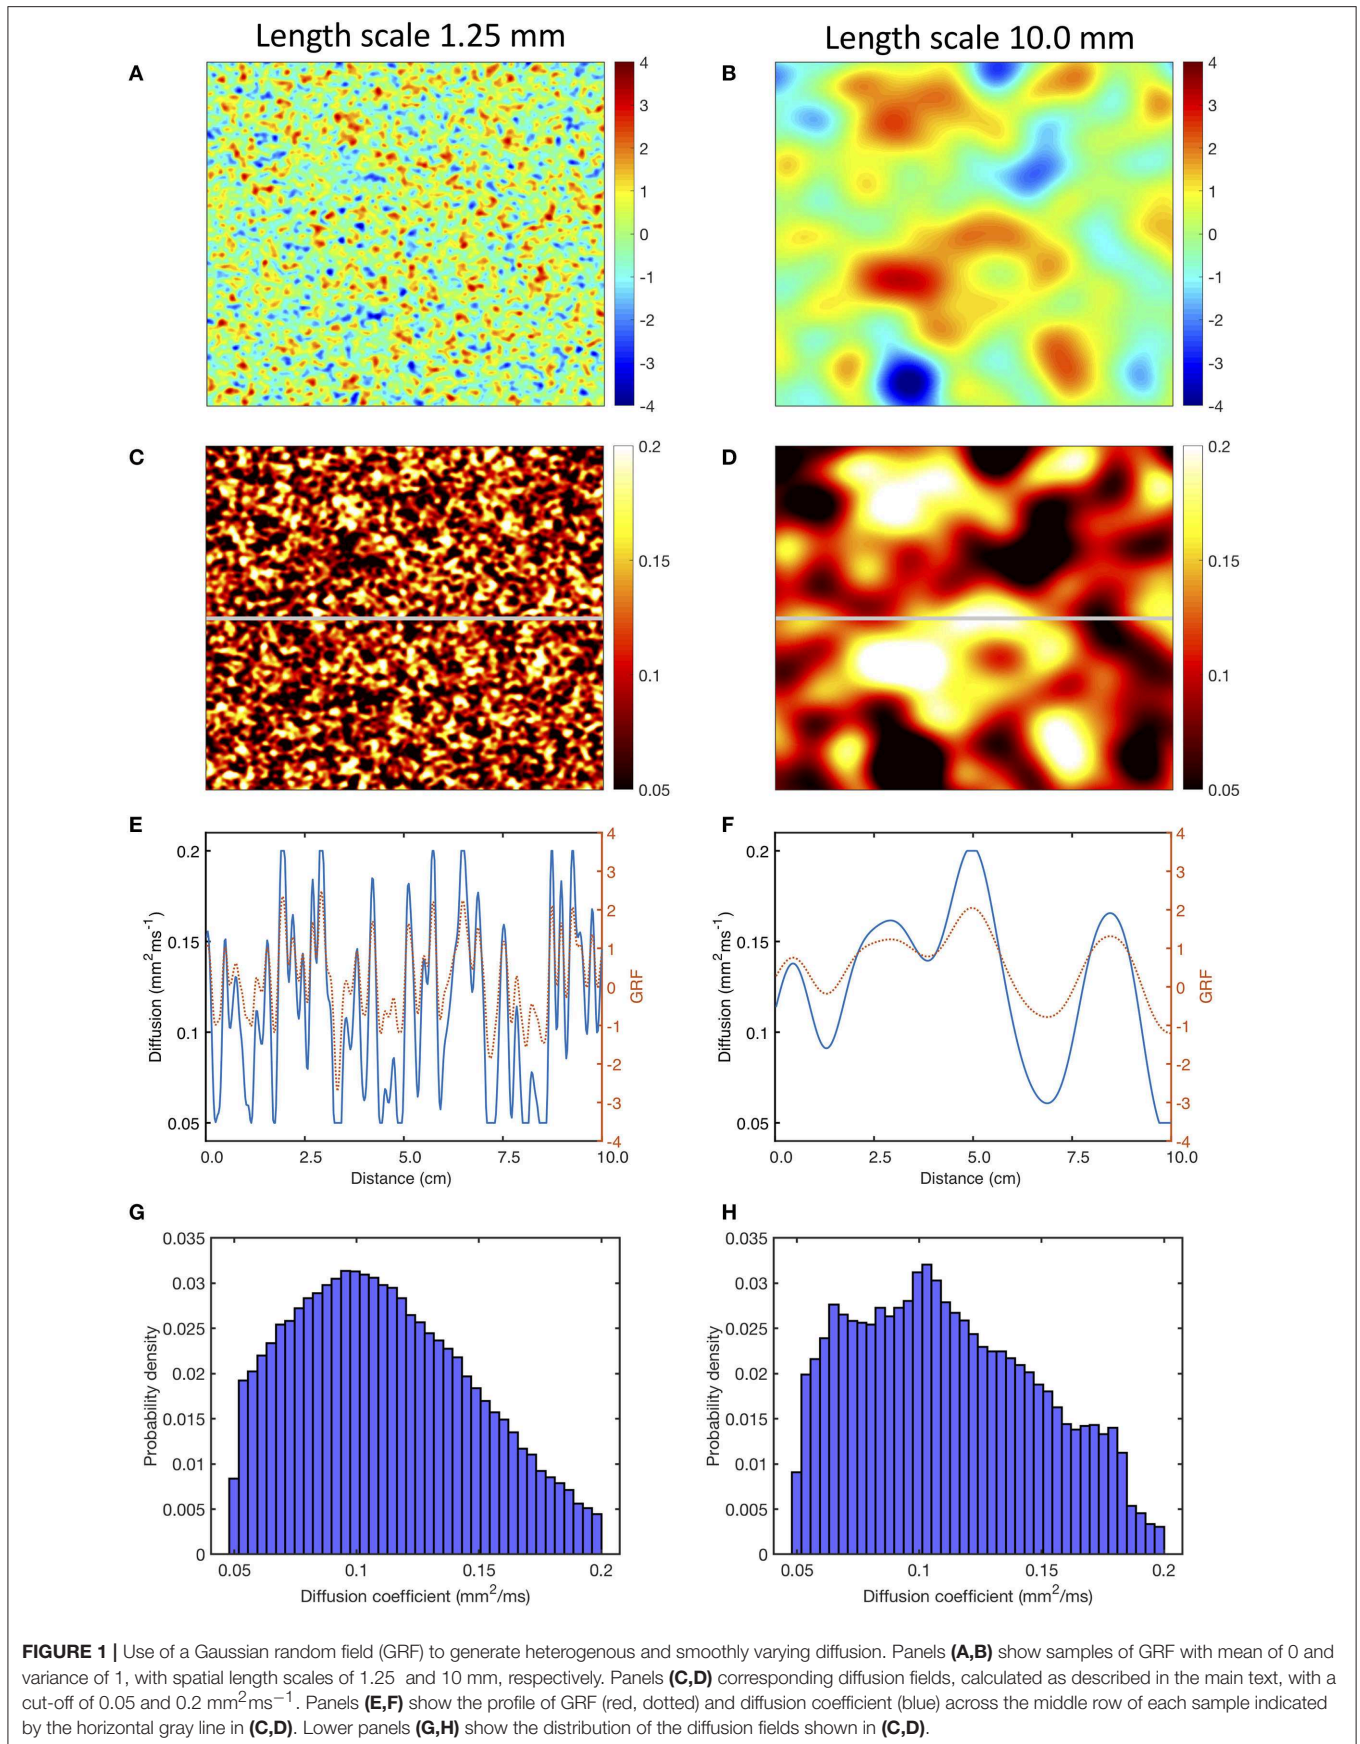 Length scale 1.25 mm
Length scale 10.0 mm
A
4
3
2
1
0
-1
-2
-3
-4
B
4
3
2
1
0
-1
-2
-3
-4
C
0.2
0.15
0.1
0.05
D
0.2
0.15
0.1
0.05
E
0.2
0.15
0.1
0.05
Diffusion (mm²ms⁻¹)
4
3
2
1
0
-1
-2
-3
-4
GRF
0.0 2.5 5.0 7.5 10.0
Distance (cm)
F
0.2
0.15
0.1
0.05
Diffusion (mm²ms⁻¹)
4
3
2
1
0
-1
-2
-3
-4
GRF
0.0 2.5 5.0 7.5 10.0
Distance (cm)
G
0.035
0.03
0.025
0.02
0.015
0.01
0.005
0
Probability density
0.05 0.1 0.15 0.2
Diffusion coefficient (mm²/ms)
H
0.035
0.03
0.025
0.02
0.015
0.01
0.005
0
Probability density
0.05 0.1 0.15 0.2
Diffusion coefficient (mm²/ms)
FIGURE 1 | Use of a Gaussian random field (GRF) to generate heterogenous and smoothly varying diffusion. Panels (A,B) show samples of GRF with mean of 0 and
variance of 1, with spatial length scales of 1.25 and 10 mm, respectively. Panels (C,D) corresponding diffusion fields, calculated as described in the main text, with a
cut-off of 0.05 and 0.2 mm²ms⁻¹. Panels (E,F) show the profile of GRF (red, dotted) and diffusion coefficient (blue) across the middle row of each sample indicated
by the horizontal gray line in (C,D). Lower panels (G,H) show the distribution of the diffusion fields shown in (C,D).